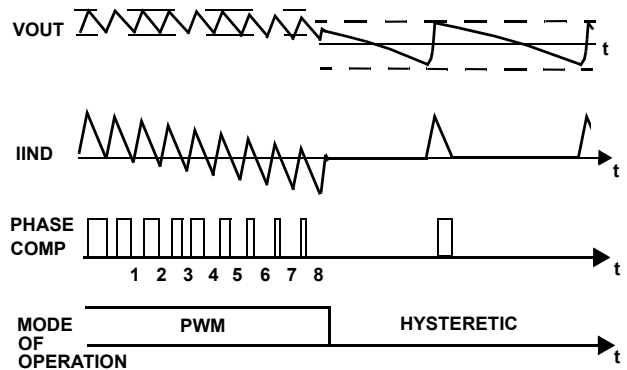 VOUT
t
IIND
t
PHASE
COMP
1 2 3 4 5 6 7 8
t
MODE
OF
OPERATION
PWM
HYSTERETIC
t